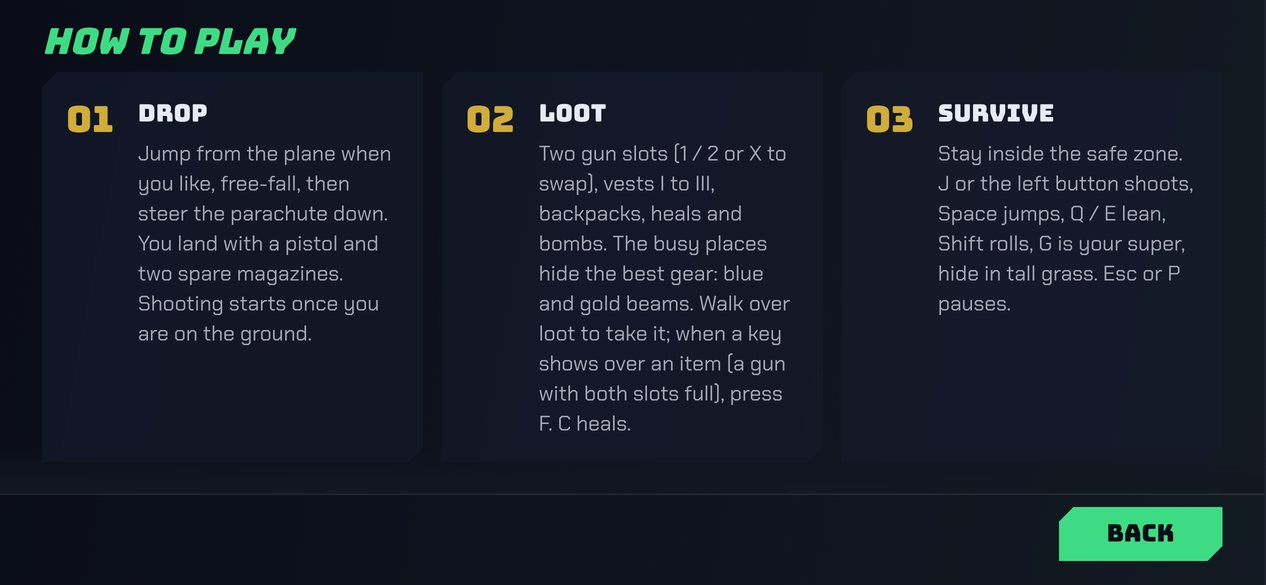 HOW TO PLAY
01
DROP
Jump from the plane when
you like, free-fall, then
steer the parachute down.
You land with a pistol and
two spare magazines.
Shooting starts once you
are on the ground.
02
LOOT
Two gun slots (1 / 2 or X to
swap), vests I to III,
backpacks, heals and
bombs. The busy places
hide the best gear: blue
and gold beams. Walk over
loot to take it; when a key
shows over an item (a gun
with both slots full), press
F. C heals.
03
SURVIVE
Stay inside the safe zone.
J or the left button shoots,
Space jumps, Q / E lean,
Shift rolls, G is your super,
hide in tall grass. Esc or P
pauses.
BACK